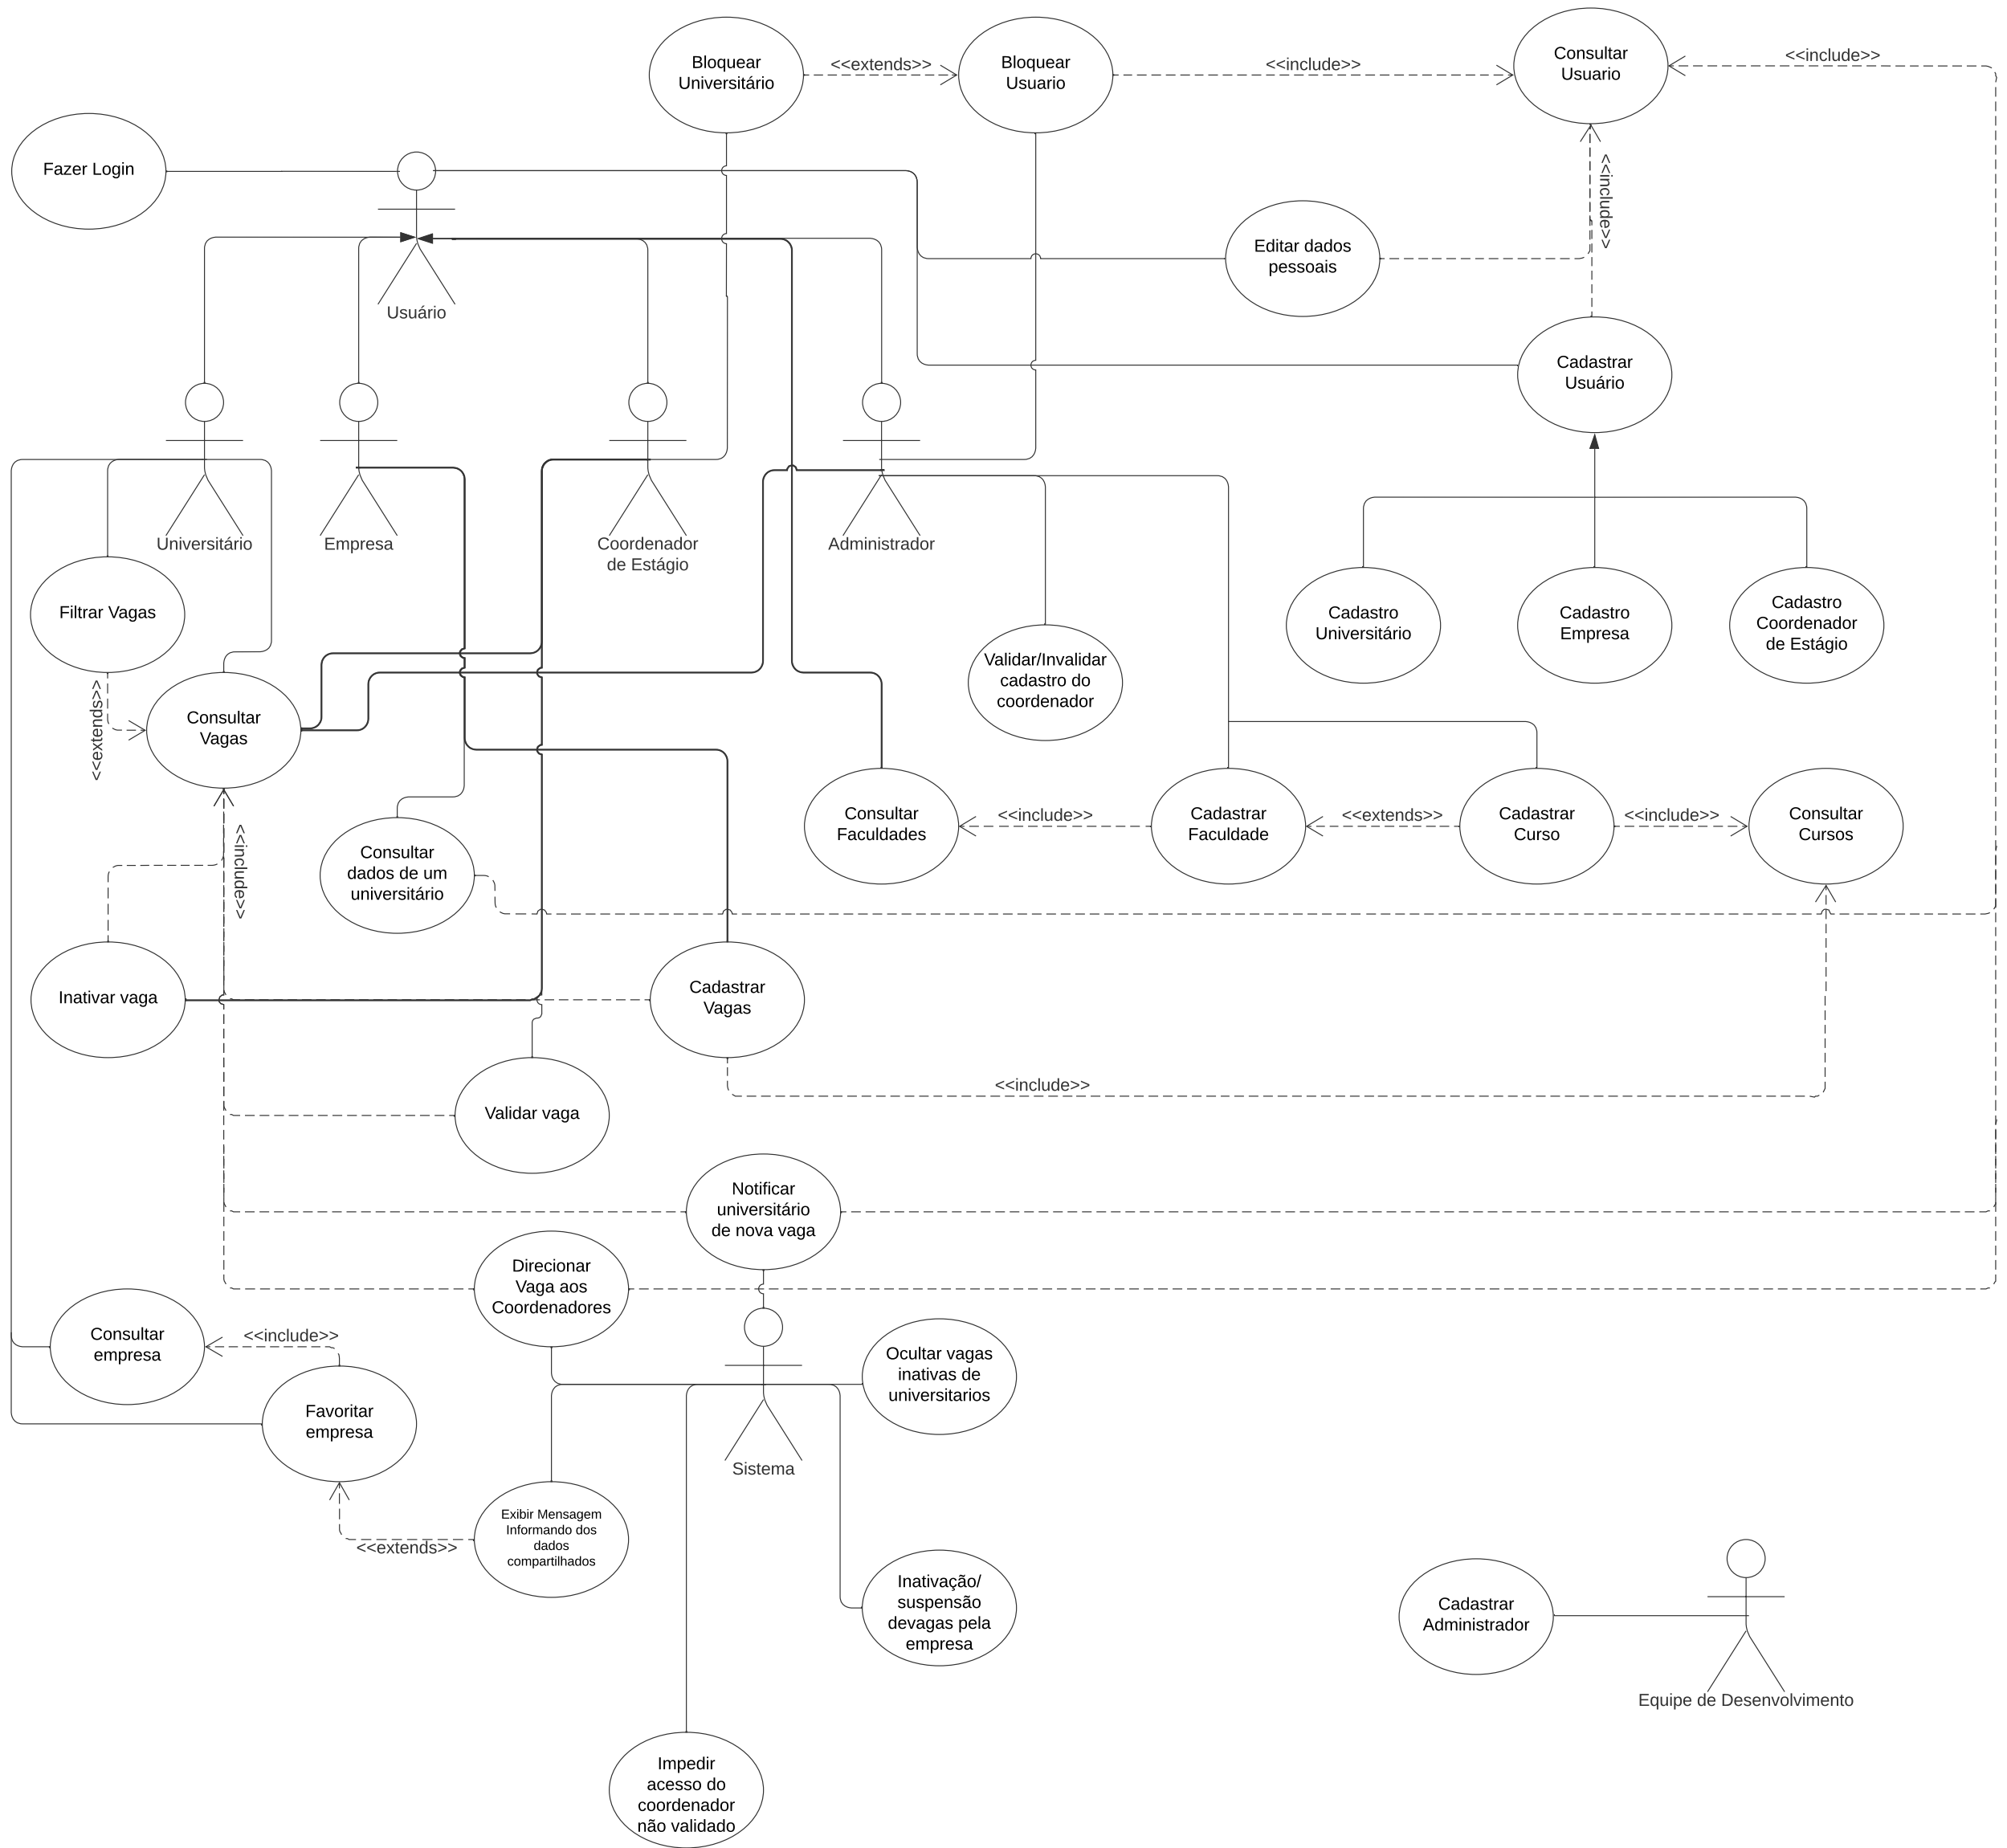 Bloquear
Universitário
<<extends>>
Bloquear
Usuario
<<include>>
Consultar
Usuario
<<include>>
Fazer Login
<<include>>
Editar dados
pessoais
Usuário
Cadastrar
Usuário
Universitário
Empresa
Coordenador
de Estágio
Administrador
Filtrar Vagas
Cadastro
Universitário
Cadastro
Empresa
Cadastro
Coordenador
de Estágio
Validar/Invalidar
cadastro do
coordenador
<<extends>>
Consultar
Vagas
<<include>>
Consultar
dados de um
universitário
Consultar
Faculdades
<<include>>
Cadastrar
Faculdade
<<extends>>
Cadastrar
Curso
<<include>>
Consultar
Cursos
Inativar vaga
Cadastrar
Vagas
<<include>>
Validar vaga
Notificar
universitário
de nova vaga
Direcionar
Vaga aos
Coordenadores
Consultar
empresa
<<include>>
Ocultar vagas
inativas de
universitarios
Favoritar
empresa
Sistema
Exibir Mensagem
Informando dos
dados
compartilhados
<<extends>>
Inativação/
suspensão
devagas pela
empresa
Cadastrar
Administrador
Equipe de Desenvolvimento
Impedir
acesso do
coordenador
não validado